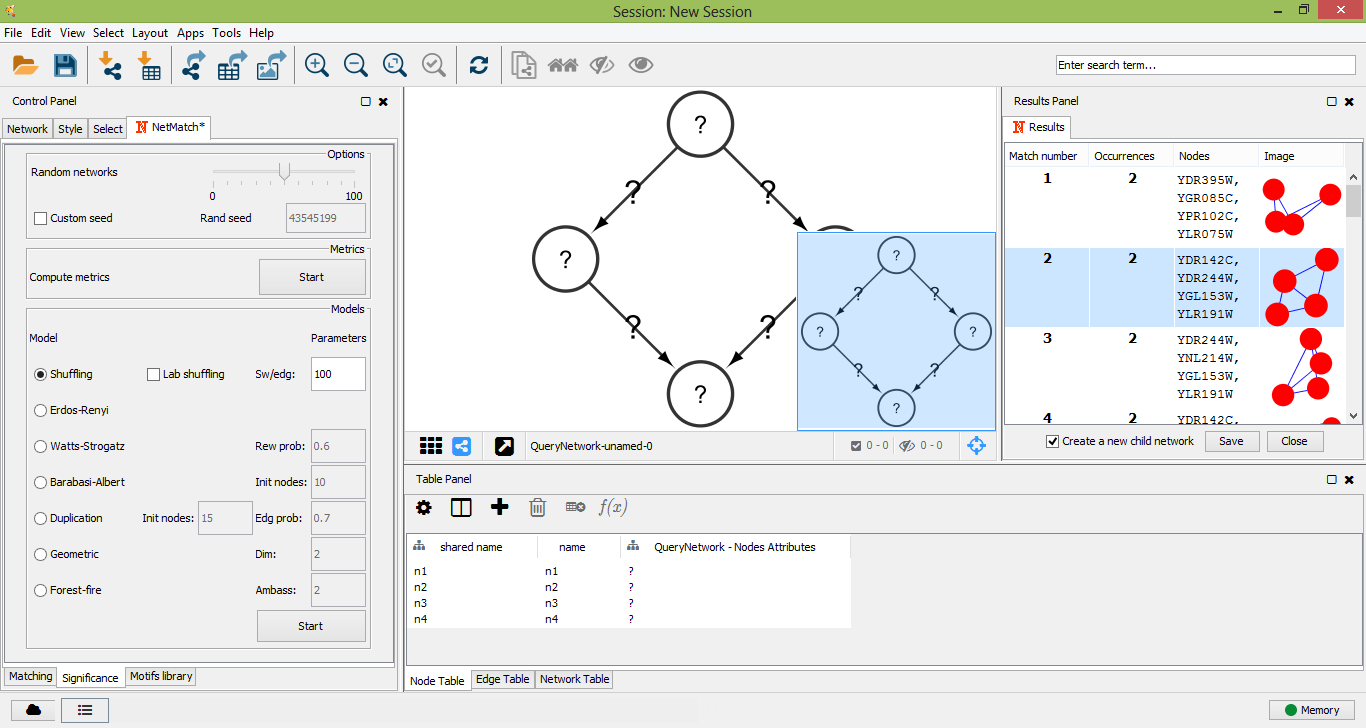 Session: New Session
File Edit View Select Layout Apps Tools Help
Enter search term...
Control Panel
Network Style Select NetMatch*
Options
Random networks
0 100
Custom seed Rand seed 43545199
Metrics
Compute metrics Start
Models
Model Parameters
Shuffling Lab shuffling Sw/edg: 100
Erdos-Renyi
Watts-Strogatz Rew prob: 0.6
Barabasi-Albert Init nodes: 10
Duplication Init nodes: 15 Edg prob: 0.7
Geometric Dim: 2
Forest-fire Ambass: 2
Start
Matching Significance Motifs library
?
? ?
?
? ?
?
?
? ?
? ?
? ?
?
QueryNetwork-unamed-0 0 - 0 0 - 0
Results Panel
Results
Match number Occurrences Nodes Image
1 2 YDR395W,
YGR085C,
YPR102C,
YLR075W
2 2 YDR142C,
YDR244W,
YGL153W,
YLR191W
3 2 YDR244W,
YNL214W,
YGL153W,
YLR191W
4 2 YDR142C,
Create a new child network Save Close
Table Panel
f(x)
shared name name QueryNetwork - Nodes Attributes
n1 n1 ?
n2 n2 ?
n3 n3 ?
n4 n4 ?
Node Table Edge Table Network Table
Memory